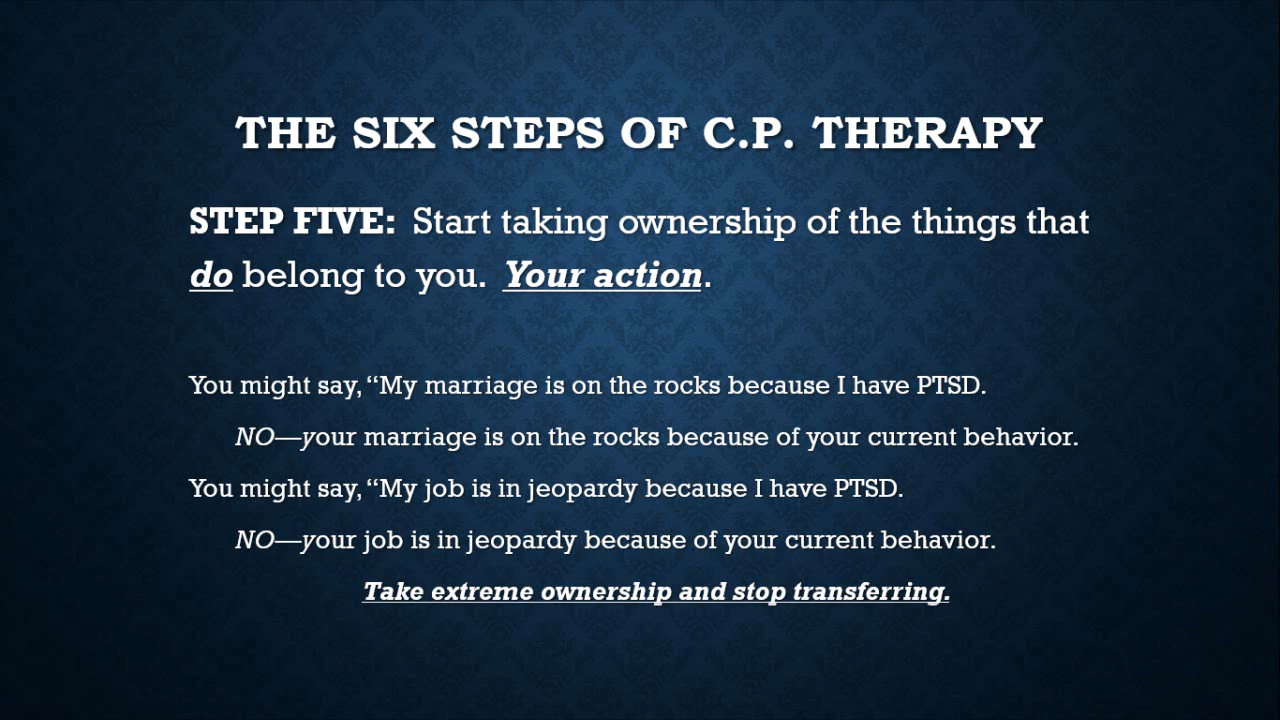 THE SIX STEPS OF C.P. THERAPY
STEP FIVE: Start taking ownership of the things that
do belong to you. Your action.
You might say, “My marriage is on the rocks because I have PTSD.
NO—your marriage is on the rocks because of your current behavior.
You might say, “My job is in jeopardy because I have PTSD.
NO—your job is in jeopardy because of your current behavior.
Take extreme ownership and stop transferring.